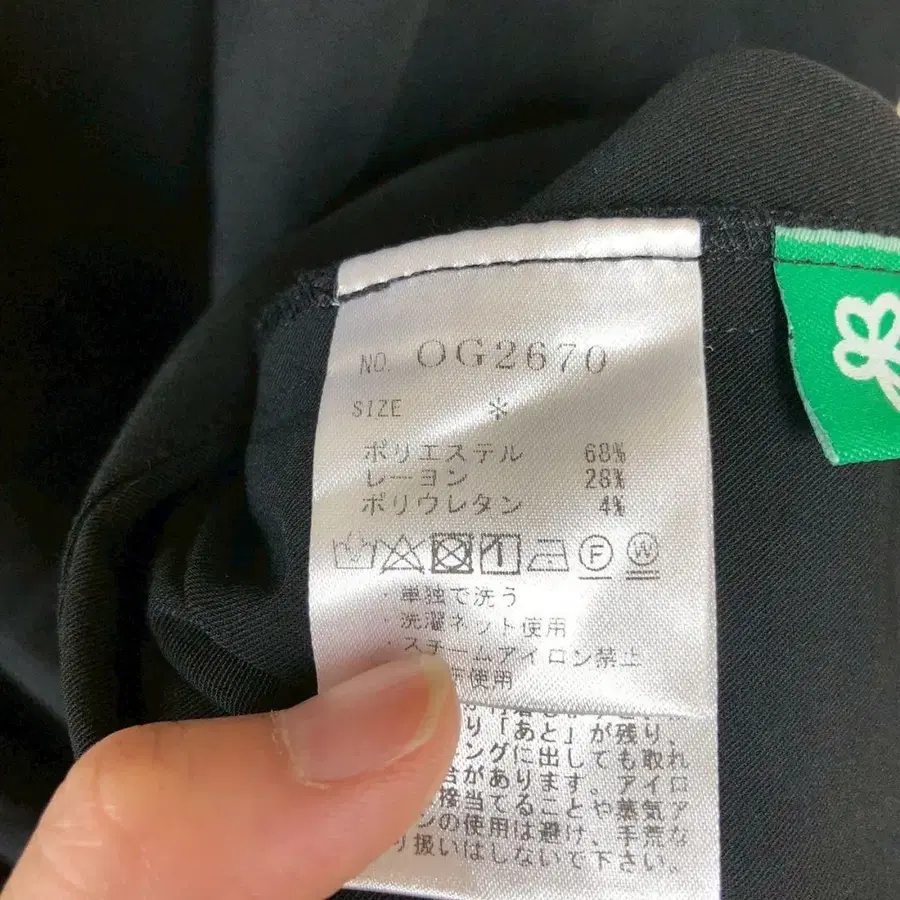 NO. OG2670
SIZE *
ポリエステル 68%
レーヨン 28%
ポリウレタン 4%
F W
・単独で洗う
・洗濯ネット使用
・スチームアイロン禁止
使用
り「あと」が残り、
ングに出しても取れ
合があります。アイロ
接当てることや蒸気ア
ンの使用は避け、手荒な
り扱いはしないで下さい。